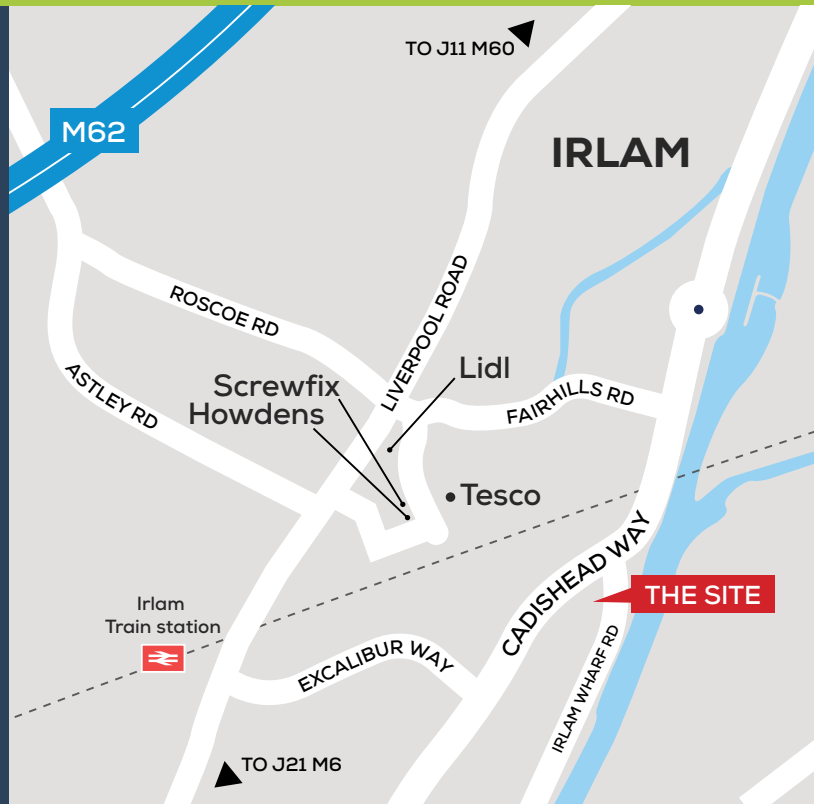 TO J11 M60
M62
IRLAM
ROSCOE RD
LIVERPOOL ROAD
Lidl
Screwfix
Howdens
ASTLEY RD
FAIRHILLS RD
Tesco
CADISHEAD WAY
THE SITE
Irlam
Train station
EXCALIBUR WAY
IRLAM WHARF RD
TO J21 M6